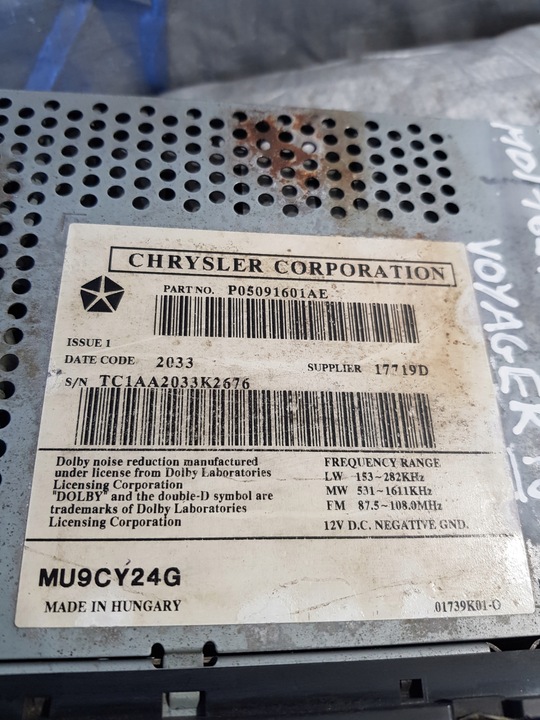 CHRYSLER CORPORATION
PART NO. P05091601AE
ISSUE 1
DATE CODE 2033
SUPPLIER 17719D
S/N TC1AA2033K2676
Dolby noise reduction manufactured
under license from Dolby Laboratories
Licensing Corporation
"DOLBY" and the double-D symbol are
trademarks of Dolby Laboratories
Licensing Corporation
FREQUENCY RANGE
LW 153~282KHz
MW 531~1611KHz
FM 87.5~108.0MHz
12V D.C. NEGATIVE GND.
MU9CY24G
MADE IN HUNGARY
01739K01-O
VOYAGER